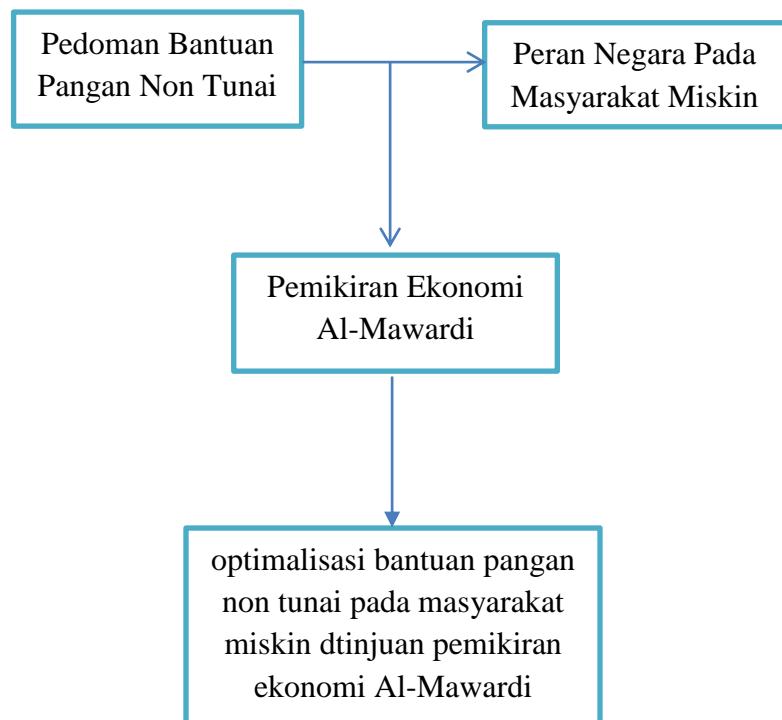 Pedoman Bantuan
Pangan Non Tunai
Peran Negara Pada
Masyarakat Miskin
Pemikiran Ekonomi
Al-Mawardi
optimalisasi bantuan pangan
non tunai pada masyarakat
miskin dtinjuan pemikiran
ekonomi Al-Mawardi